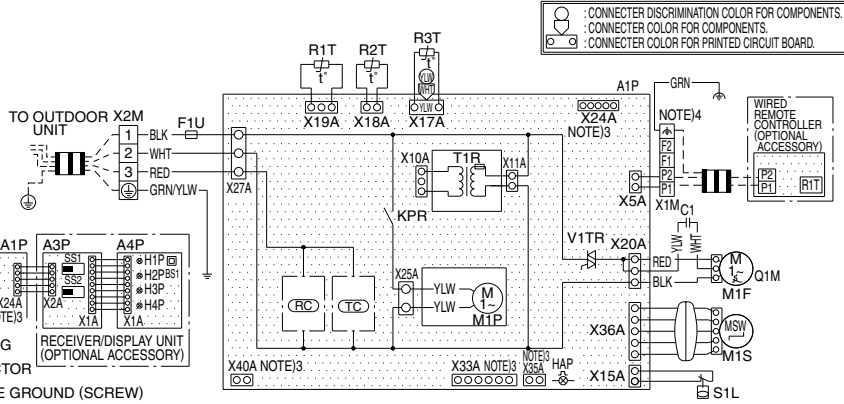 : CONNECTER DISCRIMINATION COLOR FOR COMPONENTS.
: CONNECTER COLOR FOR COMPONENTS.
: CONNECTER COLOR FOR PRINTED CIRCUIT BOARD.
R1T
R2T
R3T
t°
t°
t°
YLW
WHT
YLW
X19A
X18A
X17A
A1P
X24A
NOTE)3
GRN
NOTE)4
F2
F1
P2
P1
X5A
X1M
WIRED
REMOTE
CONTROLLER
(OPTIONAL
ACCESSORY)
P2
P1
R1T
TO OUTDOOR
UNIT
X2M
F1U
1
BLK
2
WHT
3
RED
GRN/YLW
X27A
X10A
T1R
X11A
KPR
V1TR
X20A
C1
YLW
WHT
RED
BLK
M
1~
Q1M
M1F
A1P
X24A
NOTE)3
A3P
SS1
SS2
X2A
X1A
A4P
H1P
H2P
BS1
H3P
H4P
X1A
RECEIVER/DISPLAY UNIT
(OPTIONAL ACCESSORY)
RC
TC
X25A
YLW
YLW
M
1~
M1P
X36A
MSW
M1S
X40A NOTE)3
X33A NOTE)3
NOTE)3
X35A
HAP
X15A
S1L
G
CTOR
E GROUND (SCREW)